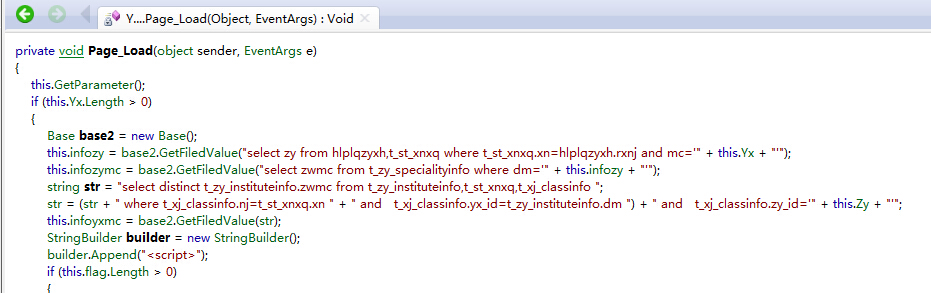 Y....Page_Load(Object, EventArgs) : Void
private void Page_Load(object sender, EventArgs e)
{
this.GetParameter();
if (this.Yx.Length > 0)
{
Base base2 = new Base();
this.infozy = base2.GetFiledValue("select zy from hlplqzyxh,t_st_xnxq where t_st_xnxq.xn=hlplqzyxh.rxnj and mc='" + this.Yx + "'");
this.infozymc = base2.GetFiledValue("select zwmc from t_zy_specialityinfo where dm='" + this.infozy + "'");
string str = "select distinct t_zy_instituteinfo.zwmc from t_zy_instituteinfo,t_st_xnxq,t_xj_classinfo ";
str = (str + " where t_xj_classinfo.nj=t_st_xnxq.xn " + " and   t_xj_classinfo.yx_id=t_zy_instituteinfo.dm ") + " and   t_xj_classinfo.zy_id='" + this.Zy + "'";
this.infoyxmc = base2.GetFiledValue(str);
StringBuilder builder = new StringBuilder();
builder.Append("<script>");
if (this.flag.Length > 0)
{